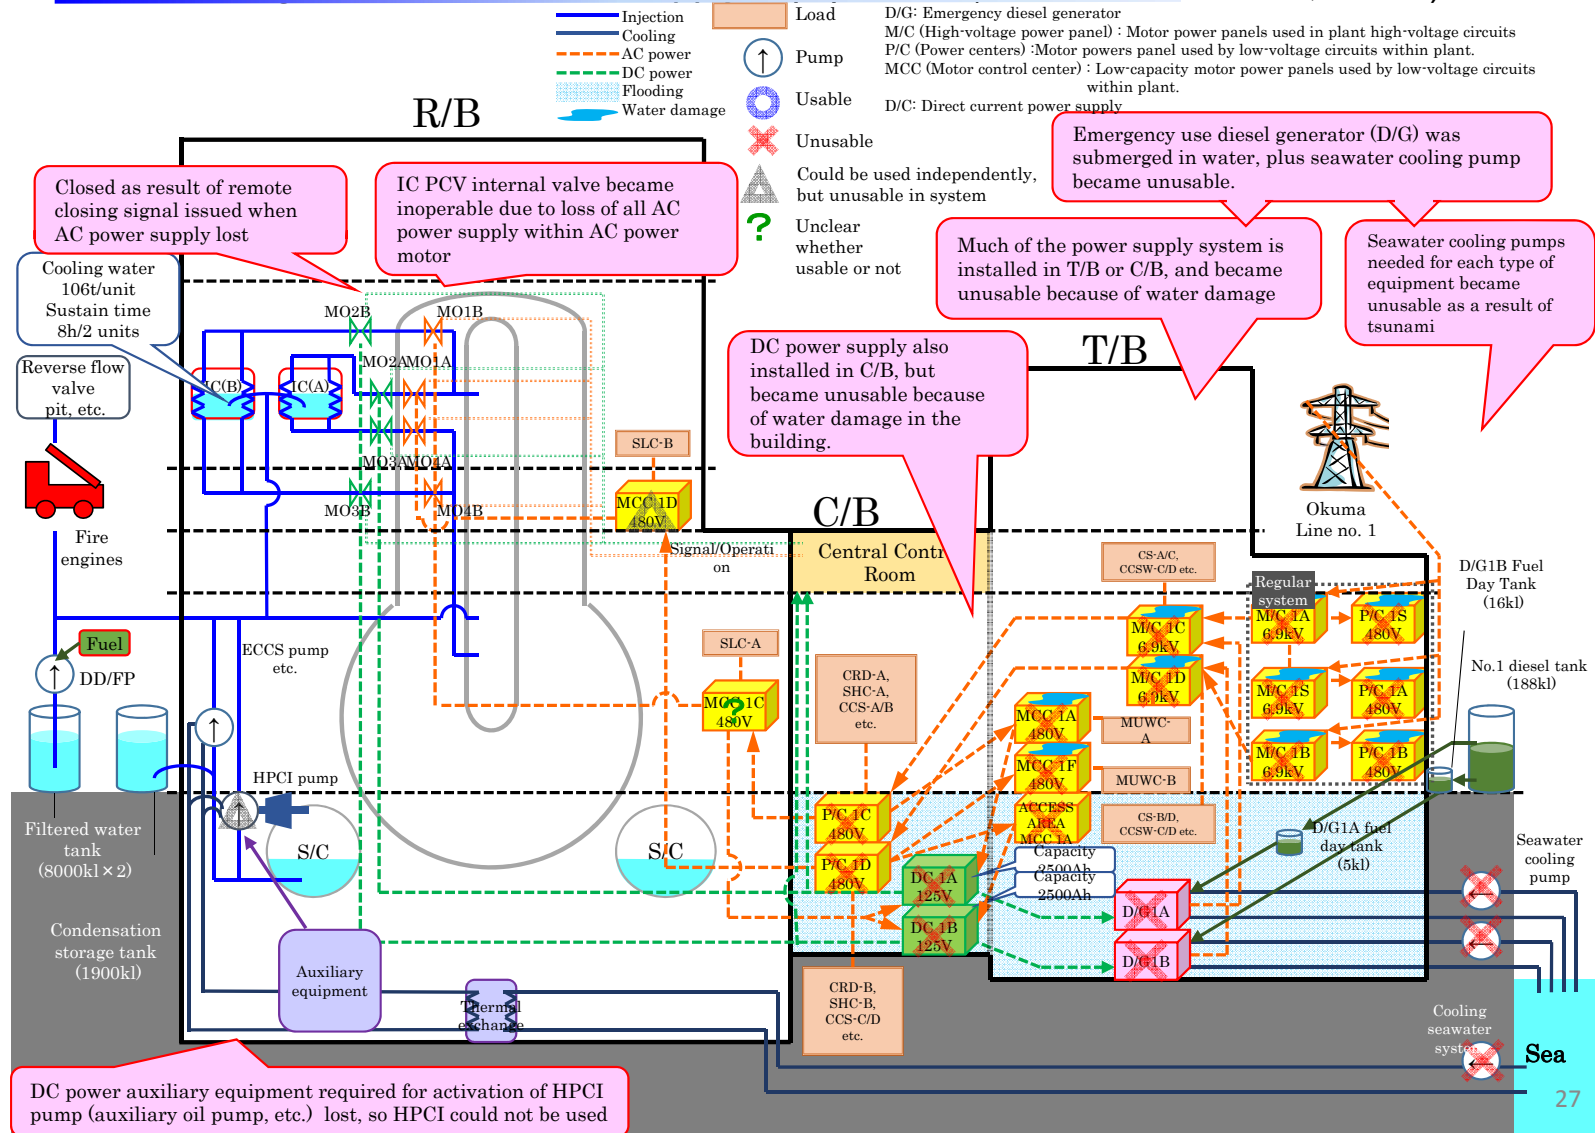 Injection
Cooling
AC power
DC power
Flooding
Water damage
Load
Pump
Usable
Unusable
Could be used independently,
but unusable in system
?
Unclear
whether
usable or not
D/G: Emergency diesel generator
M/C (High-voltage power panel) : Motor power panels used in plant high-voltage circuits
P/C (Power centers) :Motor powers panel used by low-voltage circuits within plant.
MCC (Motor control center) : Low-capacity motor power panels used by low-voltage circuits
within plant.
D/C: Direct current power supply
R/B
Closed as result of remote
closing signal issued when
AC power supply lost
IC PCV internal valve became
inoperable due to loss of all AC
power supply within AC power
motor
Emergency use diesel generator (D/G) was
submerged in water, plus seawater cooling pump
became unusable.
Much of the power supply system is
installed in T/B or C/B, and became
unusable because of water damage
Seawater cooling pumps
needed for each type of
equipment became
unusable as a result of
tsunami
Cooling water
106t/unit
Sustain time
8h/2 units
Reverse flow
valve
pit, etc.
DC power supply also
installed in C/B, but
became unusable because
of water damage in the
building.
T/B
MO2B
MO1B
MO2A
MO1A
IC(B)
IC(A)
MO3A
MO4A
MO3B
MO4B
SLC-B
MCC 1D
480V
C/B
Signal/Operati
on
Central Contr
Room
Okuma
Line no. 1
Fire
engines
CS-A/C,
CCSW-C/D etc.
D/G1B Fuel
Day Tank
(16kl)
Regular
system
M/C 1A
6.9kV
P/C 1S
480V
M/C 1C
6.9kV
M/C 1D
6.9kV
M/C 1S
6.9kV
P/C 1A
480V
M/C 1B
6.9kV
P/C 1B
480V
No.1 diesel tank
(188kl)
Fuel
DD/FP
ECCS pump
etc.
SLC-A
MCC 1C
480V
?
CRD-A,
SHC-A,
CCS-A/B
etc.
MCC 1A
480V
MUWC-
A
MCC 1F
480V
MUWC-B
ACCESS
AREA
MCC 1A
CS-B/D,
CCSW-C/D etc.
HPCI pump
P/C 1C
480V
P/C 1D
480V
S/C
S/C
Filtered water
tank
(8000kl×2)
D/G1A fuel
day tank
(5kl)
Capacity
2500Ah
Capacity
2500Ah
DC 1A
125V
DC 1B
125V
D/G1A
D/G1B
Seawater
cooling
pump
Condensation
storage tank
(1900kl)
Auxiliary
equipment
Thermal
exchange
CRD-B,
SHC-B,
CCS-C/D
etc.
Cooling
seawater
system
Sea
DC power auxiliary equipment required for activation of HPCI
pump (auxiliary oil pump, etc.) lost, so HPCI could not be used
27